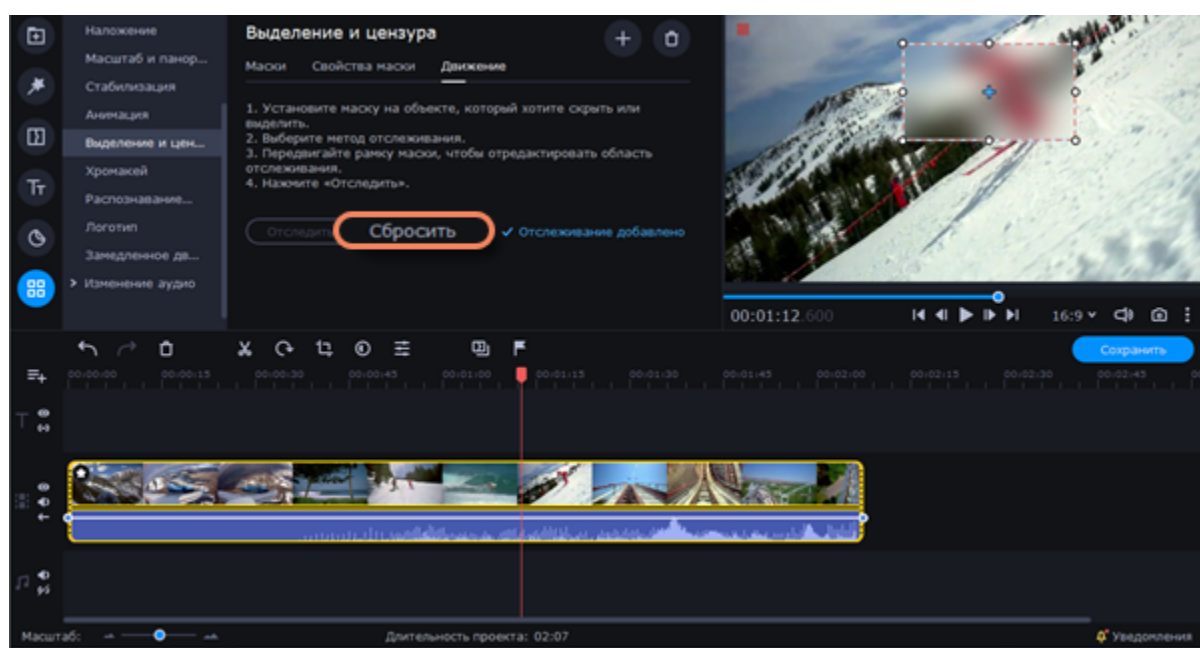 Наложение
Масштаб и панор...
Стабилизация
Анимация
Выделение и цен...
Хромакей
Распознавание...
Логотип
Замедленное дв...
Изменение аудио
Выделение и цензура
Маски Свойства маски Движение
1. Установите маску на объекте, который хотите скрыть или
выделить.
2. Выберите метод отслеживания.
3. Передвигайте рамку маски, чтобы отредактировать область
отслеживания.
4. Нажмите «Отследить».
Отследить Сбросить Отслеживание добавлено
00:01:12.600 16:9
Сохранить
00:00:00 00:00:15 00:00:30 00:00:45 00:01:00 00:01:15 00:01:30 00:01:45 00:02:00 00:02:15 00:02:30 00:02:45
Масштаб: Длительность проекта: 02:07 Уведомления